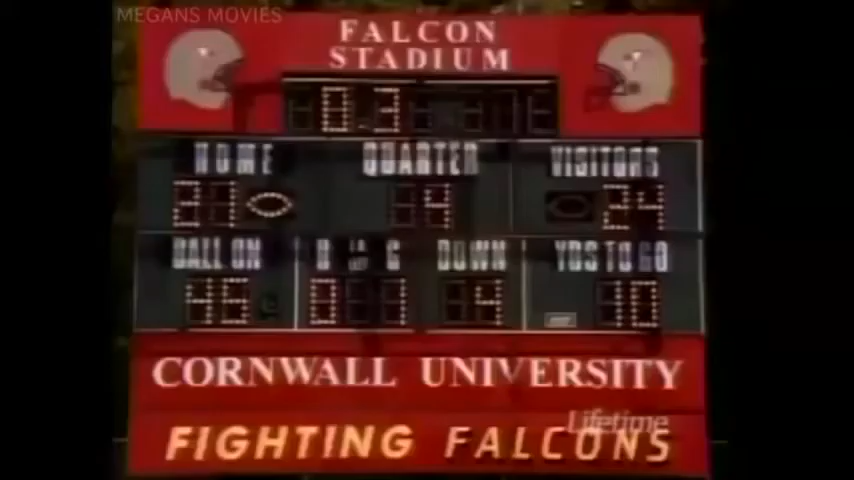 MEGANS MOVIES
FALCON
STADIUM
03
HOME QUARTER VISITORS
21 4 24
BALL ON DOWN YDS TO GO
4 10
CORNWALL UNIVERSITY
Lifetime
FIGHTING FALCONS